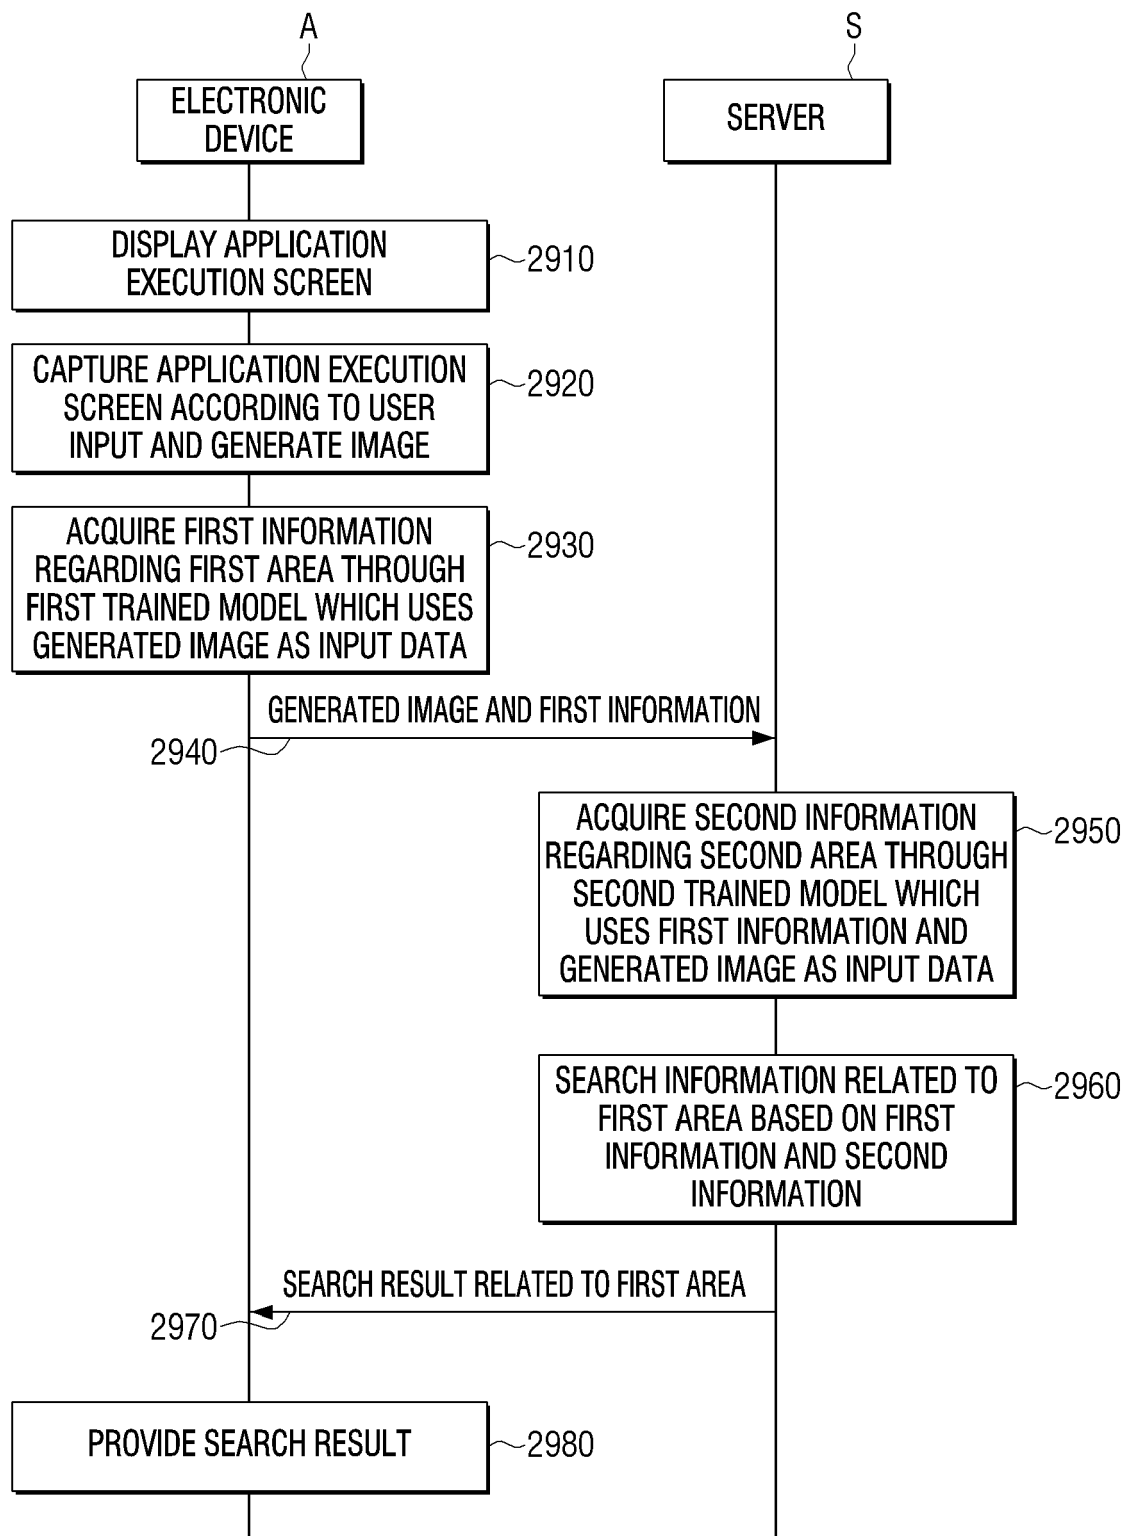 A
S
ELECTRONIC
DEVICE
SERVER
DISPLAY APPLICATION
EXECUTION SCREEN
2910
CAPTURE APPLICATION EXECUTION
SCREEN ACCORDING TO USER
INPUT AND GENERATE IMAGE
2920
ACQUIRE FIRST INFORMATION
REGARDING FIRST AREA THROUGH
FIRST TRAINED MODEL WHICH USES
GENERATED IMAGE AS INPUT DATA
2930
GENERATED IMAGE AND FIRST INFORMATION
2940
ACQUIRE SECOND INFORMATION
REGARDING SECOND AREA THROUGH
SECOND TRAINED MODEL WHICH
USES FIRST INFORMATION AND
GENERATED IMAGE AS INPUT DATA
2950
SEARCH INFORMATION RELATED TO
FIRST AREA BASED ON FIRST
INFORMATION AND SECOND
INFORMATION
2960
SEARCH RESULT RELATED TO FIRST AREA
2970
PROVIDE SEARCH RESULT
2980